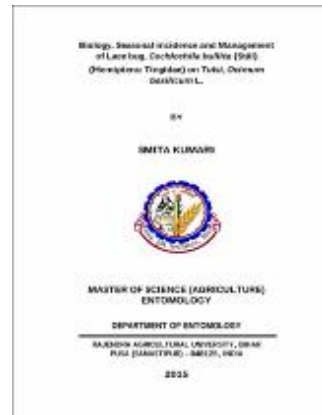 Biology, Seasonal incidence and Management
of Lace bug, Cochlochila bullita (Stål)
(Hemiptera: Tingidae) on Tulsi, Ocimum
basilicum L.
BY
SMITA KUMARI
MASTER OF SCIENCE (AGRICULTURE)
ENTOMOLOGY
DEPARTMENT OF ENTOMOLOGY
RAJENDRA AGRICULTURAL UNIVERSITY, BIHAR
PUSA (SAMASTIPUR) - 848125, INDIA
2015